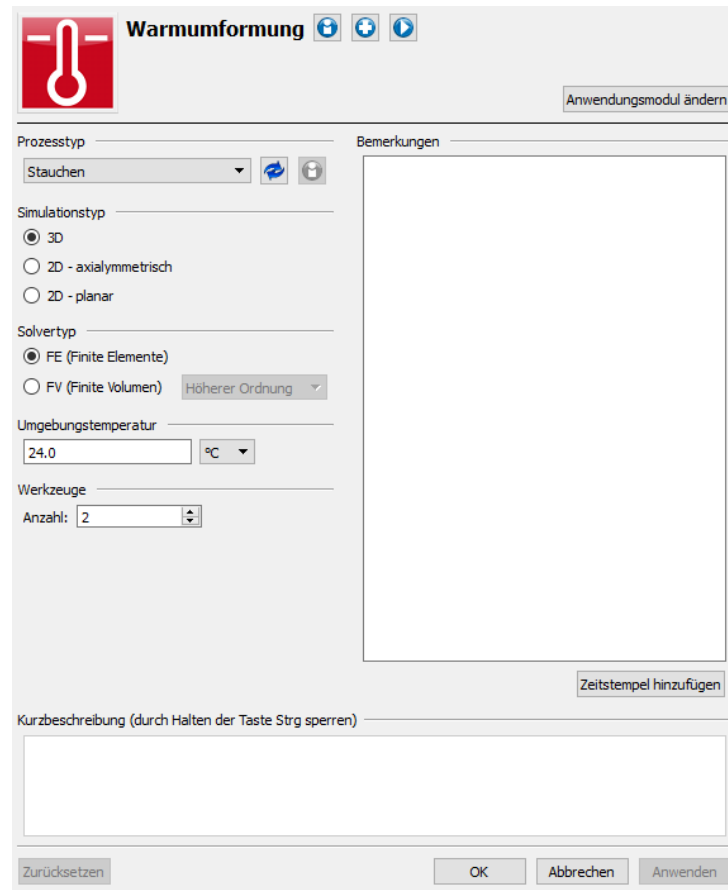 Warmumformung
Anwendungsmodul ändern
Prozesstyp
Stauchen
Simulationstyp
3D
2D - axialymmetrisch
2D - planar
Solvertyp
FE (Finite Elemente)
FV (Finite Volumen) Höherer Ordnung
Umgebungstemperatur
24.0 °C
Werkzeuge
Anzahl: 2
Bemerkungen
Zeitstempel hinzufügen
Kurzbeschreibung (durch Halten der Taste Strg sperren)
Zurücksetzen OK Abbrechen Anwenden